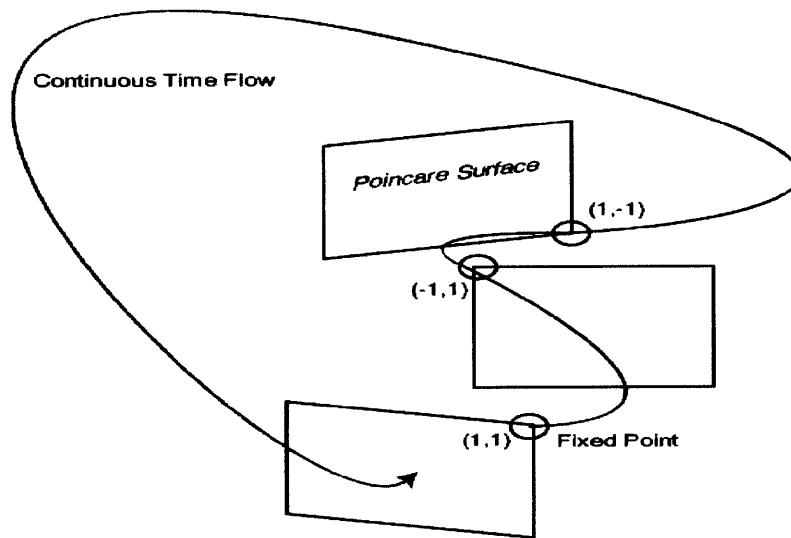 Continuous Time Flow
Poincare Surface
(1,-1)
(-1,1)
(1,1)
Fixed Point